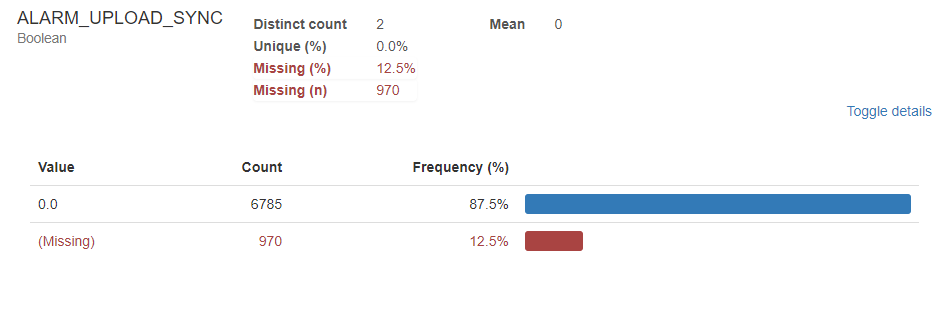 ALARM_UPLOAD_SYNC
Boolean
Distinct count 2
Unique (%) 0.0%
Missing (%) 12.5%
Missing (n) 970
Mean 0
Toggle details
Value Count Frequency (%)
0.0 6785 87.5%
(Missing) 970 12.5%